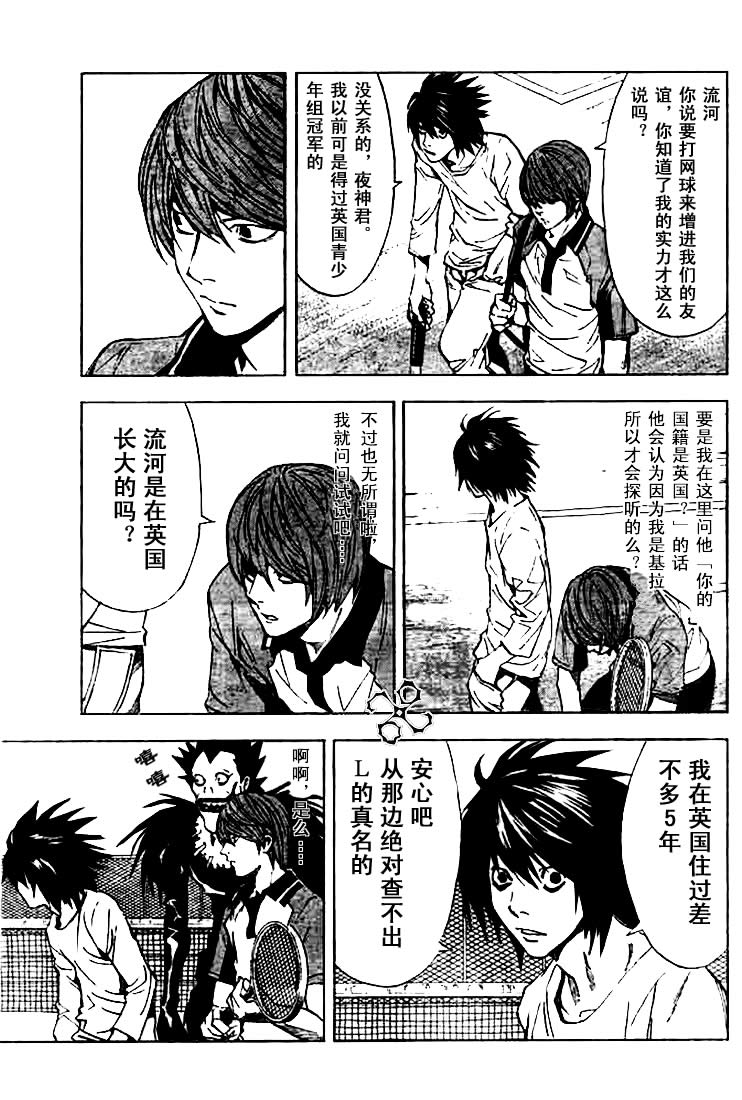 流河
你说要打网球来增进我们的友
谊，你知道了我的实力才这么
说吗？
没关系的，夜神君。
我以前可是得过英国青少
年组冠军的
要是我在这里问他「你的
国籍是英国？」的话
他会认为因为我是基拉
所以才会探听的么？
不过也无所谓啦，
我就问问试试吧……
流河是在英国
长大的吗？
我在英国住过差
不多5年
安心吧
从那边绝对查不出
L的真名的
啊啊，是么……
嘻
嘻